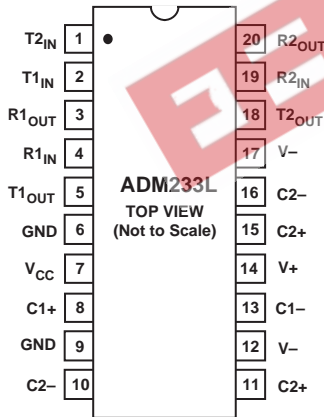 T2IN 1 20 R2OUT
T1IN 2 19 R2IN
R1OUT 3 18 T2OUT
R1IN 4 17 V–
T1OUT 5 ADM233L 16 C2–
TOP VIEW
GND 6 (Not to Scale) 15 C2+
VCC 7 14 V+
C1+ 8 13 C1–
GND 9 12 V–
C2– 10 11 C2+